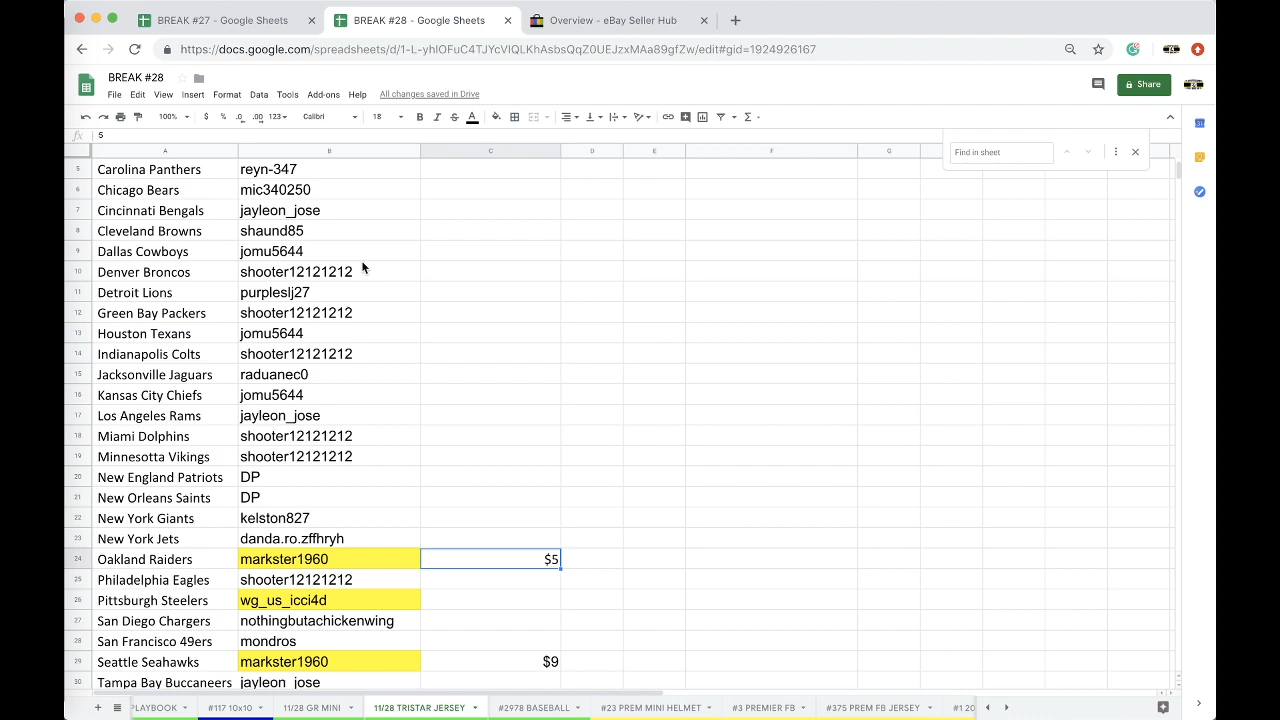 BREAK #27 - Google Sheets
BREAK #28 - Google Sheets
Overview - eBay Seller Hub
BREAK #28
File Edit View Insert Format Data Tools Add-ons Help All changes saved in Drive
Share
100% $ % .0 .00 123 Calibri 18
fx 5
Find in sheet
A B C D E F G
5 Carolina Panthers reyn-347
6 Chicago Bears mic340250
7 Cincinnati Bengals jayleon_jose
8 Cleveland Browns shaund85
9 Dallas Cowboys jomu5644
10 Denver Broncos shooter12121212
11 Detroit Lions purpleslj27
12 Green Bay Packers shooter12121212
13 Houston Texans jomu5644
14 Indianapolis Colts shooter12121212
15 Jacksonville Jaguars raduanec0
16 Kansas City Chiefs jomu5644
17 Los Angeles Rams jayleon_jose
18 Miami Dolphins shooter12121212
19 Minnesotta Vikings shooter12121212
20 New England Patriots DP
21 New Orleans Saints DP
22 New York Giants kelston827
23 New York Jets danda.ro.zffhryh
24 Oakland Raiders markster1960 $5
25 Philadelphia Eagles shooter12121212
26 Pittsburgh Steelers wg_us_icci4d
27 San Diego Chargers nothingbutachickenwing
28 San Francisco 49ers mondros
29 Seattle Seahawks markster1960 $9
30 Tampa Bay Buccaneers jayleon_jose
PLAYBOOK #117 10x10 11/28 GR MINI 11/28 TRISTAR JERSEY #2978 BASEBALL #23 PREM MINI HELMET #3 PREMIER FB #375 PREM FB JERSEY #1 20